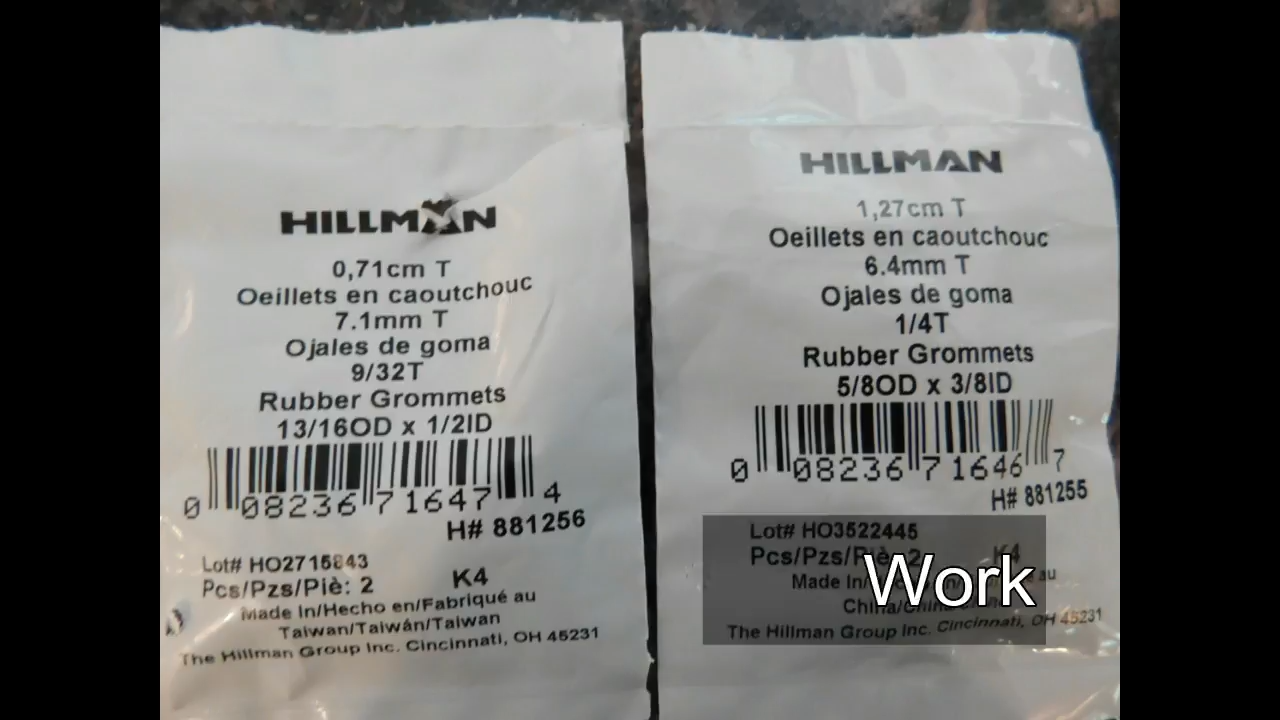 HILLMAN
0,71cm T
Oeillets en caoutchouc
7.1mm T
Ojales de goma
9/32T
Rubber Grommets
13/16OD x 1/2ID
0 08236 71647 4
H# 881256
Lot# HO2715843
Pcs/Pzs/Piè: 2 K4
Made In/Hecho en/Fabriqué au
Taiwan/Taiwán/Taiwan
The Hillman Group Inc. Cincinnati, OH 45231
HILLMAN
1,27cm T
Oeillets en caoutchouc
6.4mm T
Ojales de goma
1/4T
Rubber Grommets
5/8OD x 3/8ID
0 08236 71646 7
H# 881255
Lot# HO3522445
Pcs/Pzs/Piè: 2 K4
Made In/ au
China/China/
The Hillman Group Inc. Cincinnati, OH 45231
Work